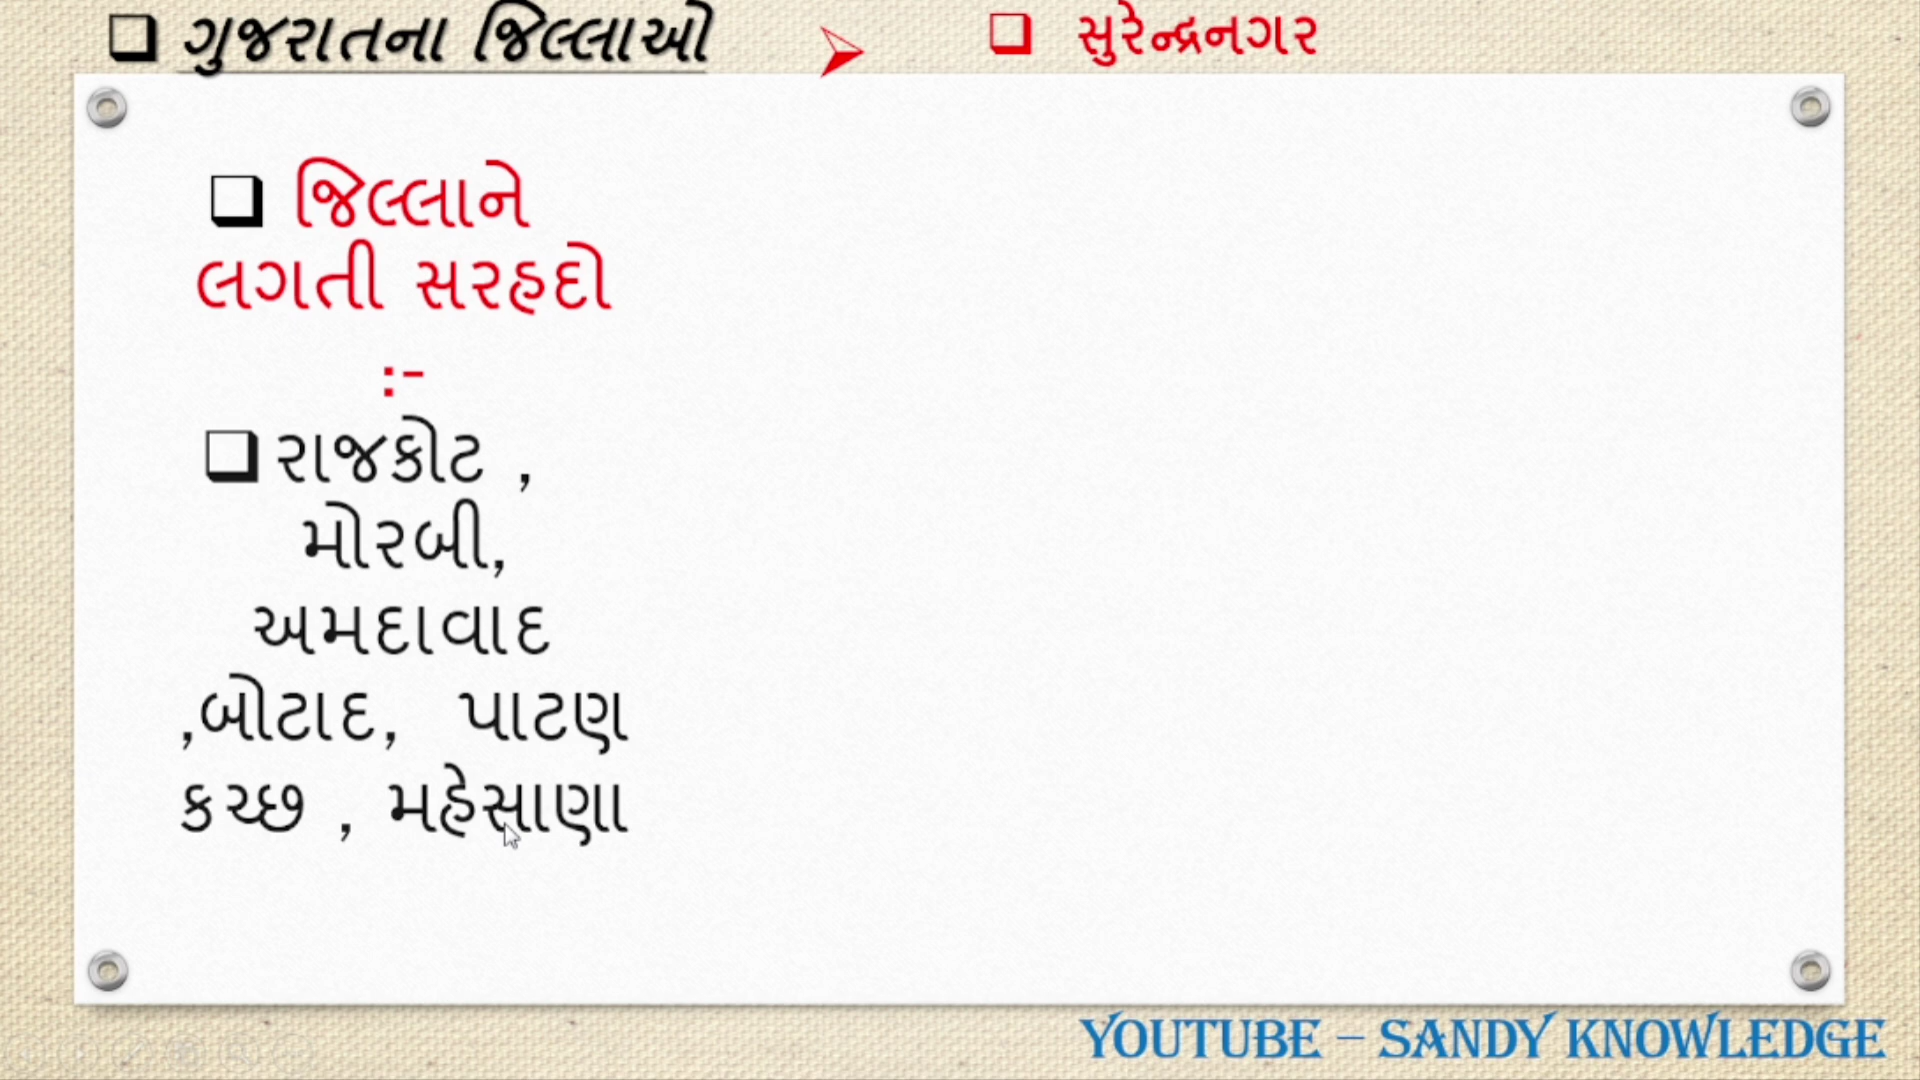 ❑ ગુજરાતના જિલ્લાઓ ➢ ❑ સુરેન્દ્રનગર
❑ જિલ્લાને
લગતી સરહદો
:-
❑ રાજકોટ ,
મોરબી,
અમદાવાદ
,બોટાદ, પાટણ
કચ્છ , મહેસાણા
YOUTUBE – SANDY KNOWLEDGE